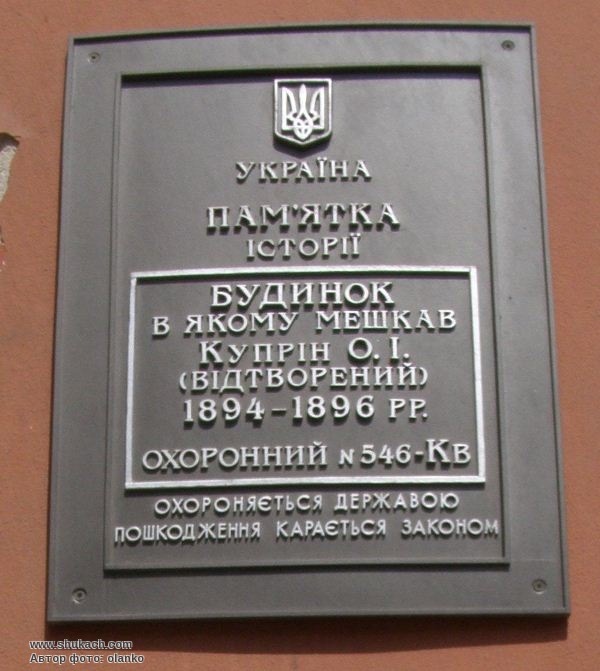 УКРАЇНА
ПАМ'ЯТКА
ІСТОРІЇ
БУДИНОК
В ЯКОМУ МЕШКАВ
КУПРІН О. І.
(ВІДТВОРЕНИЙ)
1894-1896 РР.
ОХОРОННИЙ N 546-КВ
ОХОРОНЯЄТЬСЯ ДЕРЖАВОЮ
ПОШКОДЖЕННЯ КАРАЄТЬСЯ ЗАКОНОМ
www.shukach.com
Автор фото: olanko